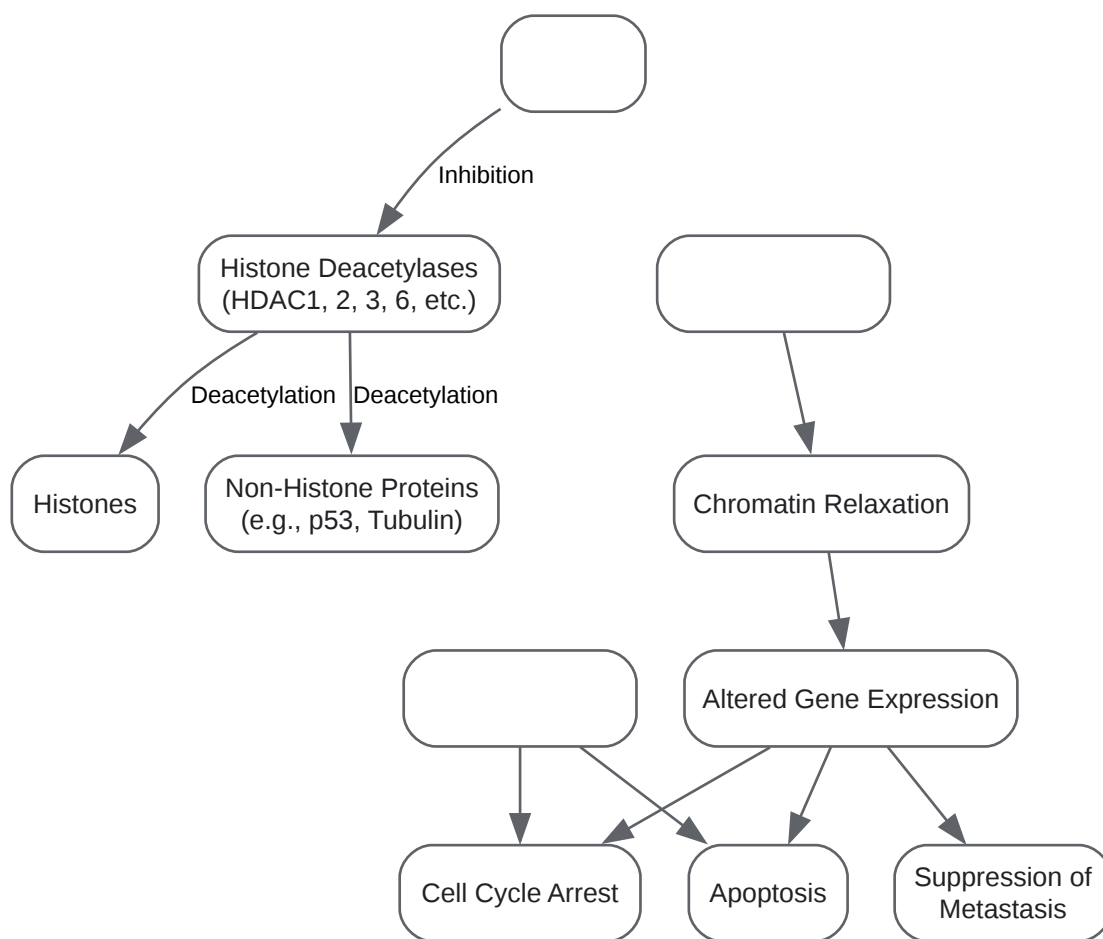 Inhibition
Histone Deacetylases
(HDAC1, 2, 3, 6, etc.)
Deacetylation
Deacetylation
Histones
Non-Histone Proteins
(e.g., p53, Tubulin)
Chromatin Relaxation
Altered Gene Expression
Cell Cycle Arrest
Apoptosis
Suppression of
Metastasis